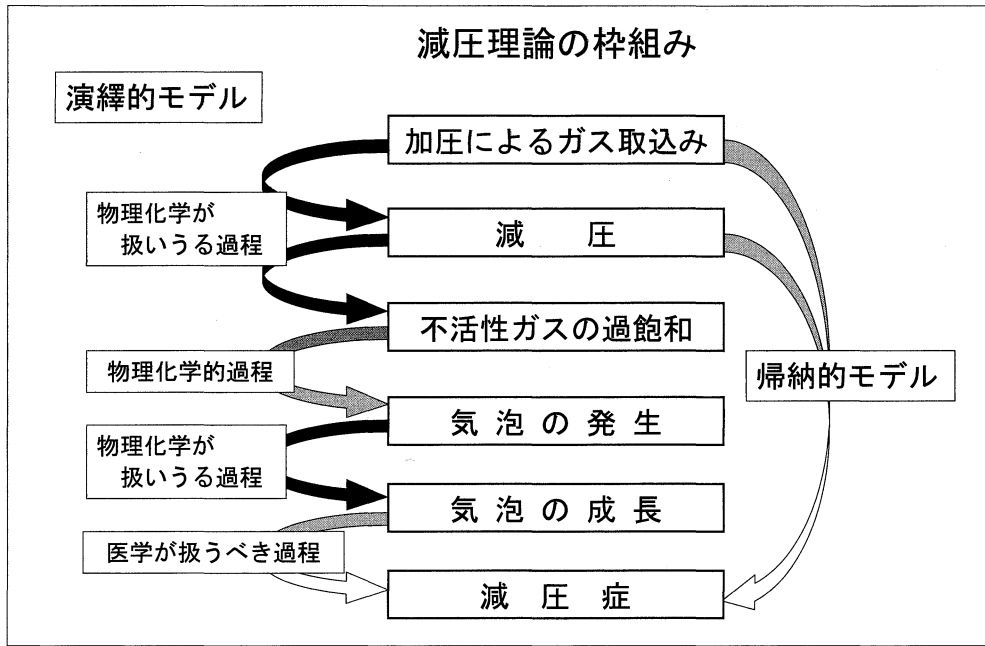 減圧理論の枠組み
演繹的モデル
加圧によるガス取込み
物理化学が
扱いうる過程
減 圧
不活性ガスの過飽和
物理化学的過程
帰納的モデル
気泡の発生
物理化学が
扱いうる過程
気泡の成長
医学が扱うべき過程
減圧症